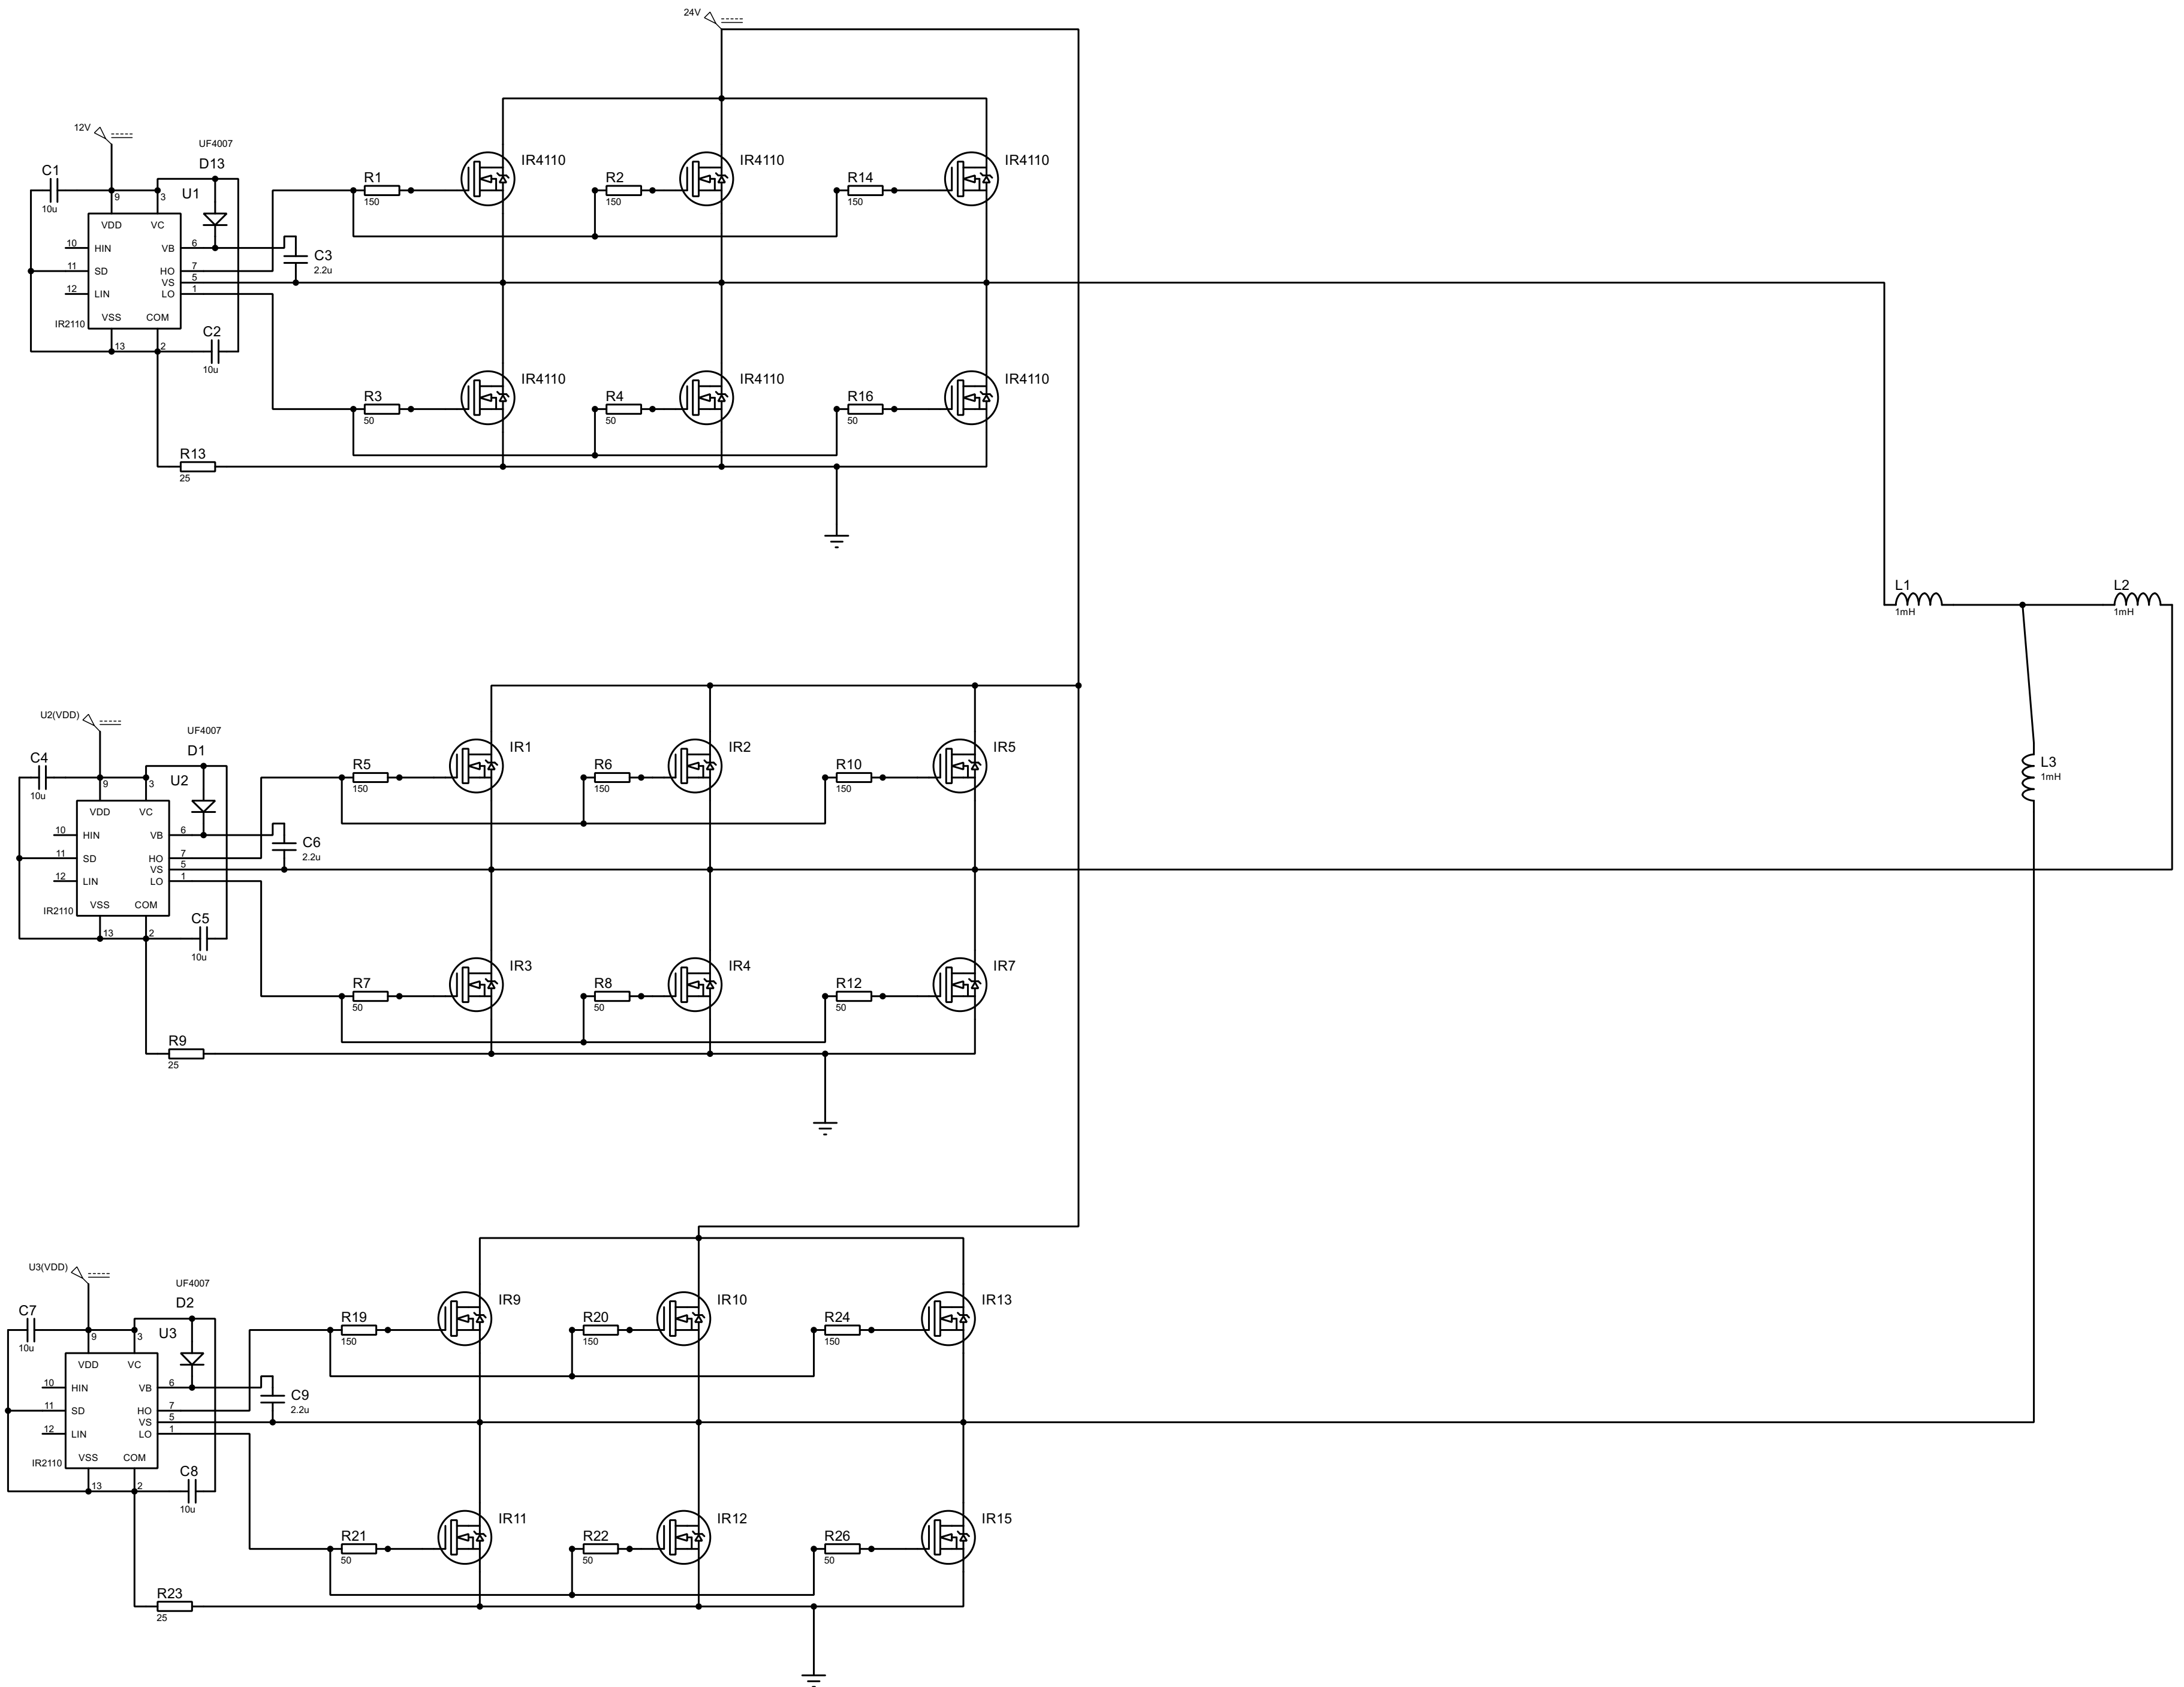 24V
12V
UF4007
D13
C1
10u
U1
9
3
VDD
VC
10
HIN
VB
6
11
SD
HO
7
VS
5
12
LIN
LO
1
VSS
COM
IR2110
13
2
C2
10u
C3
2.2u
R1
150
IR4110
R2
150
IR4110
R14
150
IR4110
R3
50
IR4110
R4
50
IR4110
R16
50
IR4110
R13
25
L1
1mH
L2
1mH
L3
1mH
U2(VDD)
UF4007
D1
C4
10u
U2
9
3
VDD
VC
10
HIN
VB
6
11
SD
HO
7
VS
5
12
LIN
LO
1
VSS
COM
IR2110
13
2
C5
10u
C6
2.2u
R5
150
IR1
R6
150
IR2
R10
150
IR5
R7
50
IR3
R8
50
IR4
R12
50
IR7
R9
25
U3(VDD)
UF4007
D2
C7
10u
U3
9
3
VDD
VC
10
HIN
VB
6
11
SD
HO
7
VS
5
12
LIN
LO
1
VSS
COM
IR2110
13
2
C8
10u
C9
2.2u
R19
150
IR9
R20
150
IR10
R24
150
IR13
R21
50
IR11
R22
50
IR12
R26
50
IR15
R23
25